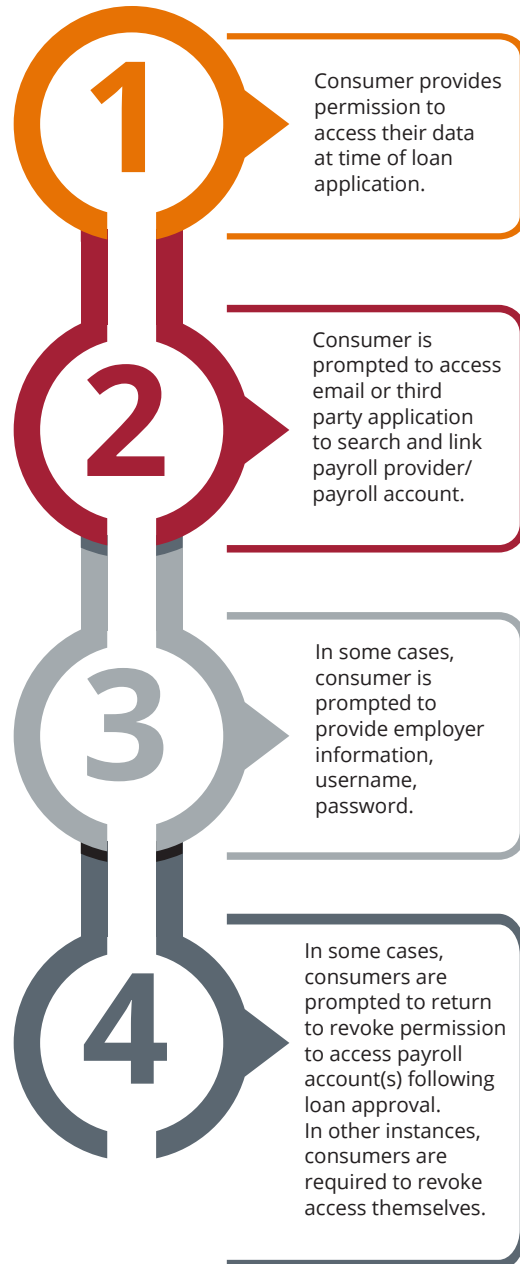 1
Consumer provides
permission to
access their data
at time of loan
application.
2
Consumer is
prompted to access
email or third
party application
to search and link
payroll provider/
payroll account.
3
In some cases,
consumer is
prompted to
provide employer
information,
username,
password.
4
In some cases,
consumers are
prompted to return
to revoke permission
to access payroll
account(s) following
loan approval.
In other instances,
consumers are
required to revoke
access themselves.